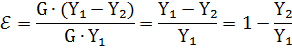 ℰ = G · (Y₁ − Y₂) / G · Y₁ = Y₁ − Y₂ / Y₁ = 1 − Y₂ / Y₁